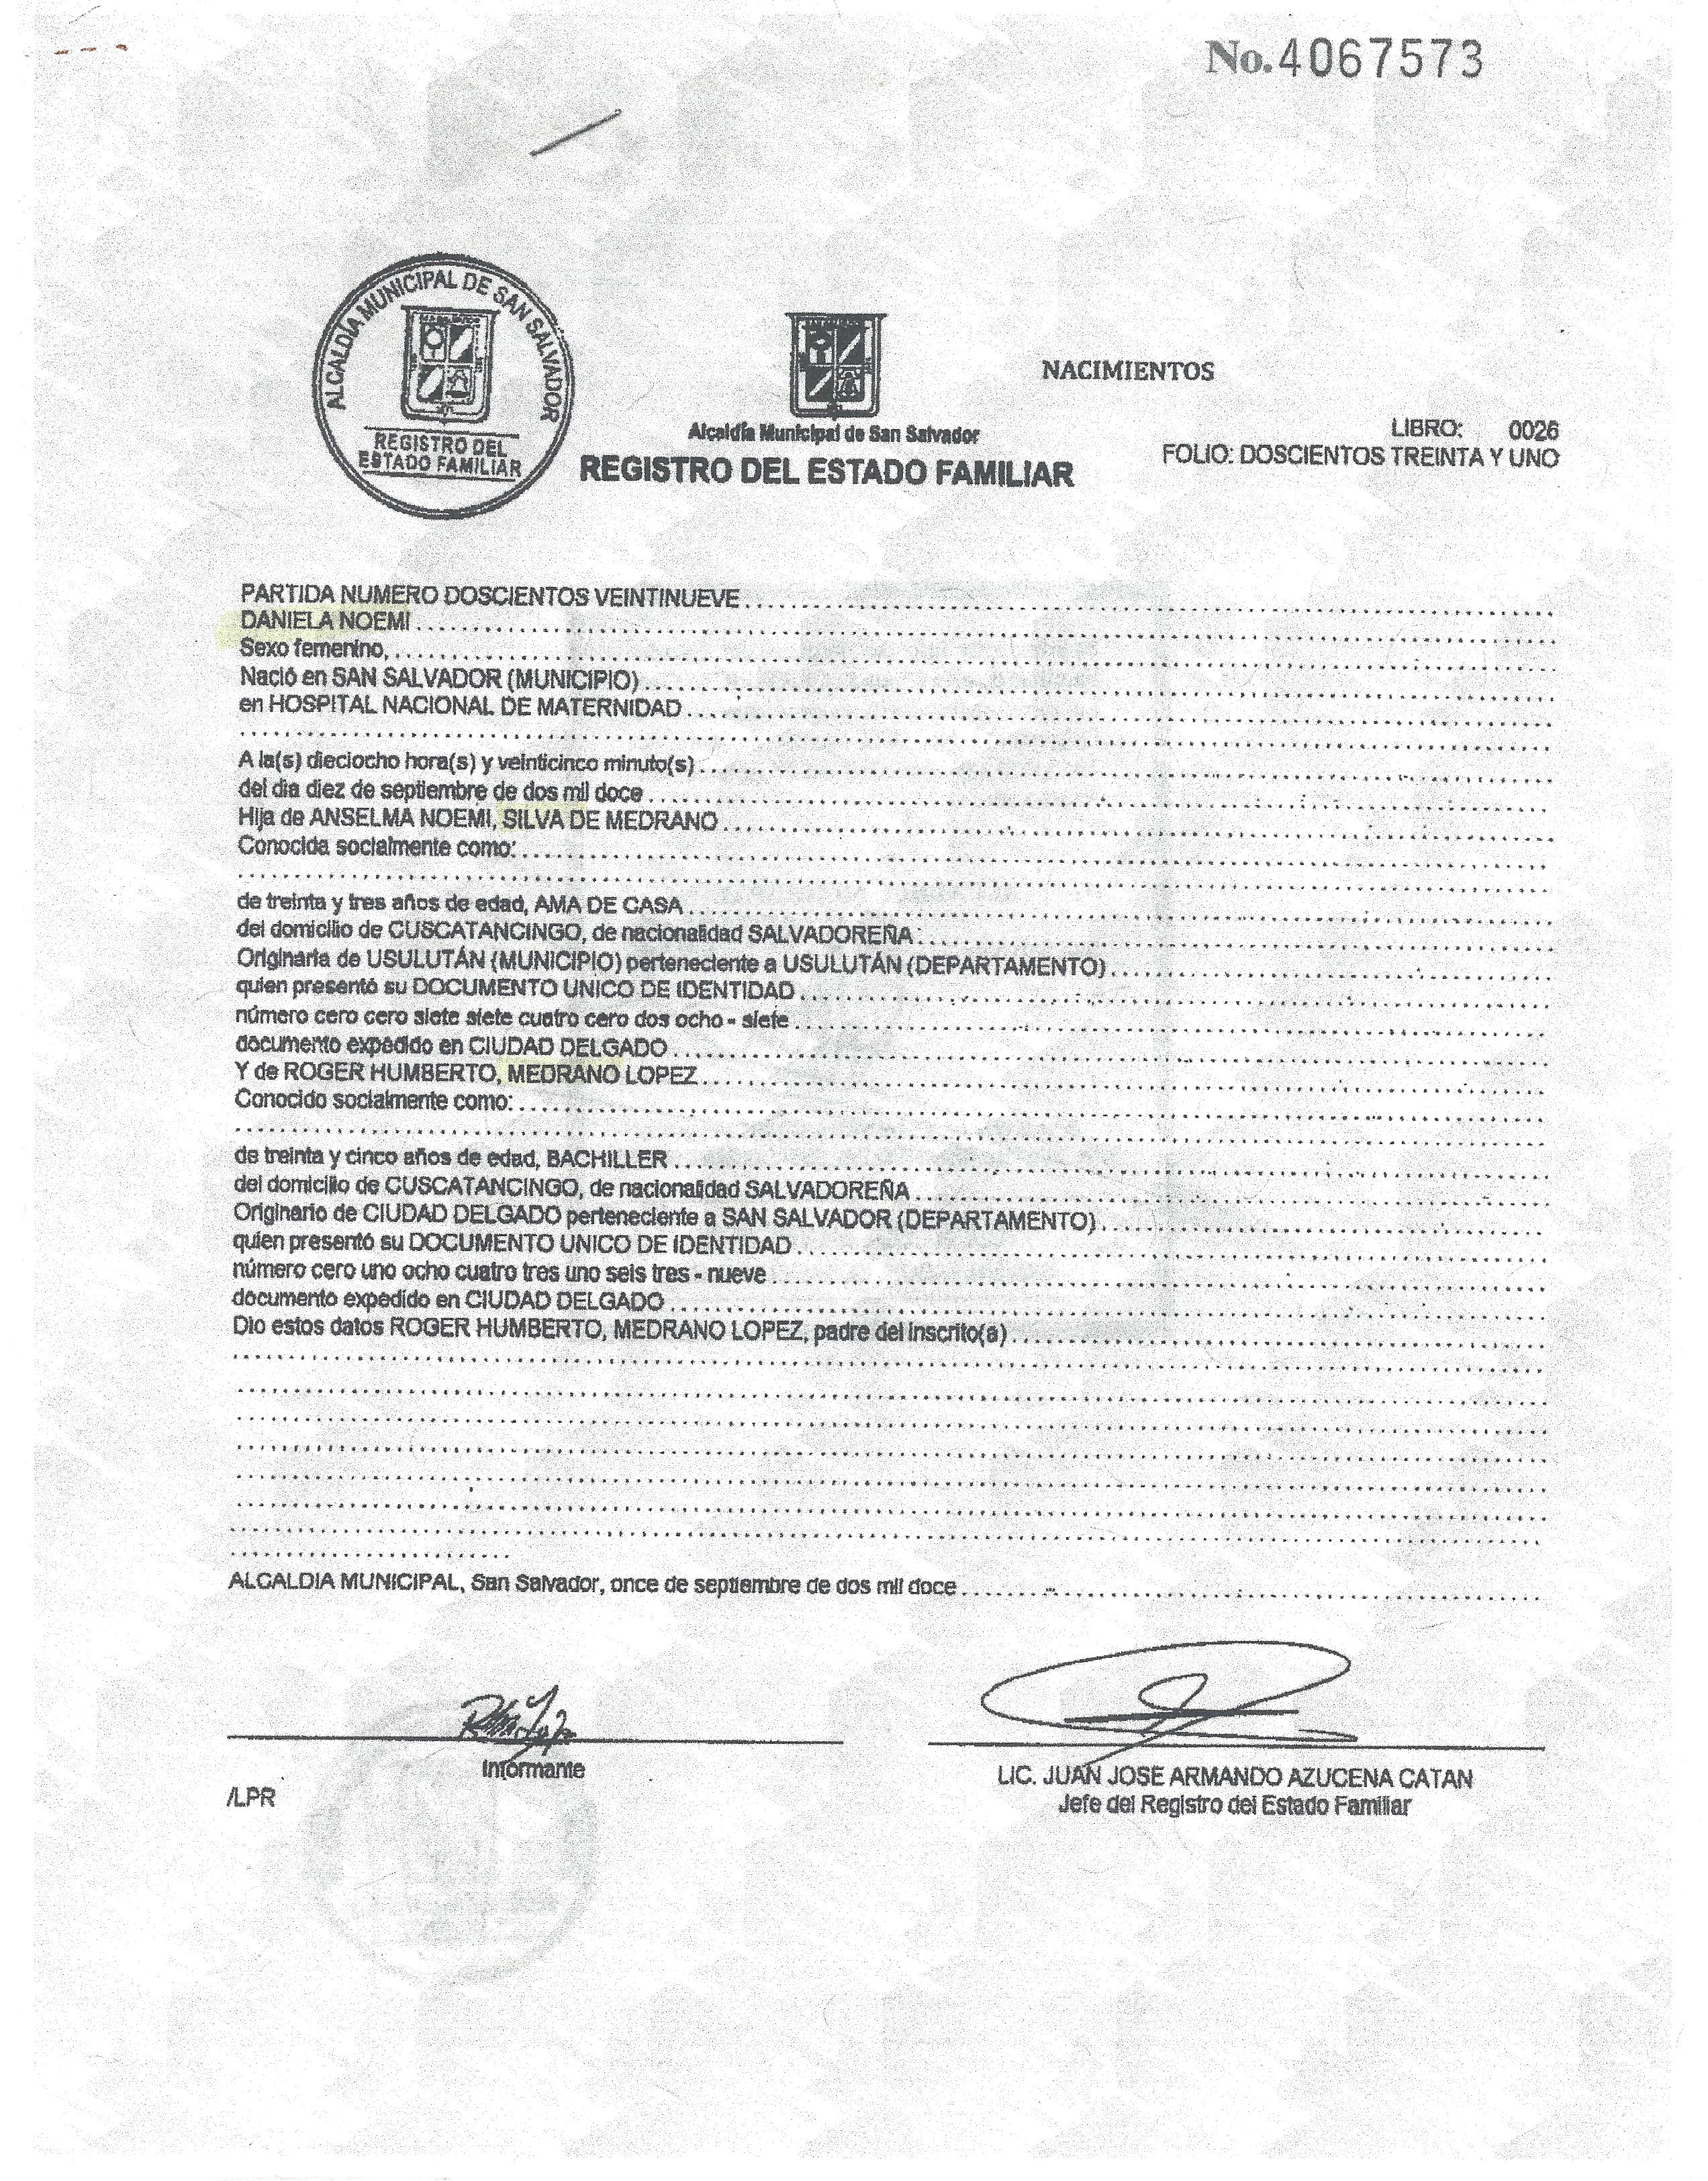 No. 4067573
ALCALDÍA MUNICIPAL DE SAN SALVADOR
REGISTRO DEL
ESTADO FAMILIAR
Alcaldía Municipal de San Salvador
REGISTRO DEL ESTADO FAMILIAR
NACIMIENTOS
LIBRO: 0026
FOLIO: DOSCIENTOS TREINTA Y UNO
PARTIDA NUMERO DOSCIENTOS VEINTINUEVE
DANIELA NOEMI
Sexo femenino,
Nació en SAN SALVADOR (MUNICIPIO)
en HOSPITAL NACIONAL DE MATERNIDAD
A la(s) dieciocho hora(s) y veinticinco minuto(s)
del dia diez de septiembre de dos mil doce
Hija de ANSELMA NOEMI, SILVA DE MEDRANO
Conocida socialmente como:
de treinta y tres años de edad, AMA DE CASA
del domicilio de CUSCATANCINGO, de nacionalidad SALVADOREÑA
Originaria de USULUTÁN (MUNICIPIO) perteneciente a USULUTÁN (DEPARTAMENTO)
quien presentó su DOCUMENTO UNICO DE IDENTIDAD
número cero cero siete siete cuatro cero dos ocho - siete
documento expedido en CIUDAD DELGADO
Y de ROGER HUMBERTO, MEDRANO LOPEZ
Conocido socialmente como:
de treinta y cinco años de edad, BACHILLER
del domicilio de CUSCATANCINGO, de nacionalidad SALVADOREÑA
Originario de CIUDAD DELGADO perteneciente a SAN SALVADOR (DEPARTAMENTO)
quien presentó su DOCUMENTO UNICO DE IDENTIDAD
número cero uno ocho cuatro tres uno seis tres - nueve
documento expedido en CIUDAD DELGADO
Dio estos datos ROGER HUMBERTO, MEDRANO LOPEZ, padre del inscrito(a)
ALCALDIA MUNICIPAL, San Salvador, once de septiembre de dos mil doce
Informante
LIC. JUAN JOSE ARMANDO AZUCENA CATAN
Jefe del Registro del Estado Familiar
/LPR